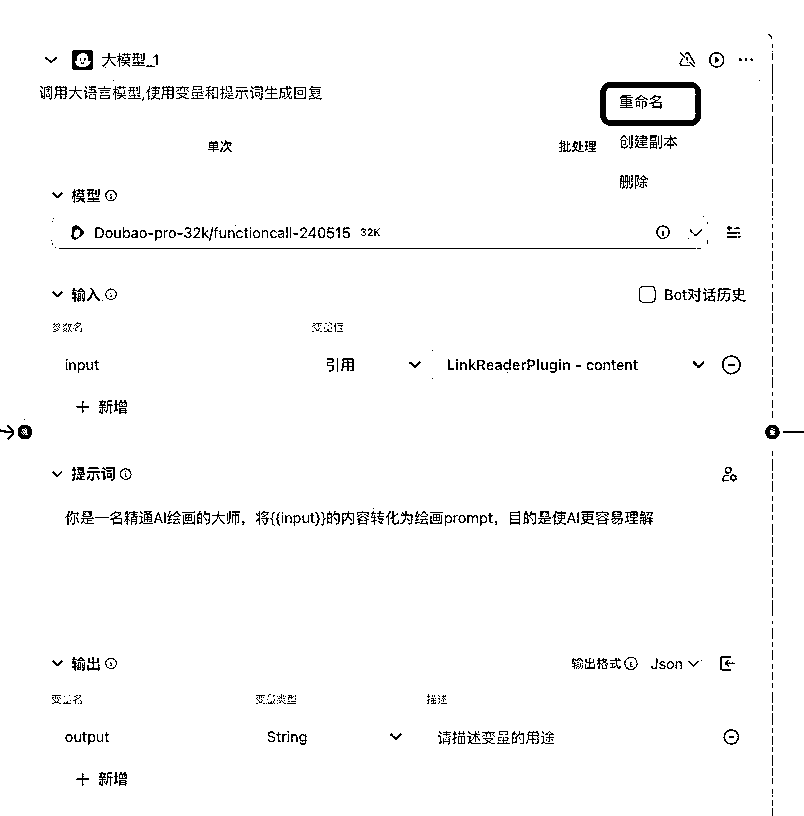 大模型_1
调用大语言模型,使用变量和提示词生成回复
重命名
单次
批处理
创建副本
删除
模型
Doubao-pro-32k/functioncall-240515 32K
输入
Bot对话历史
参数名 变量值
input 引用 LinkReaderPlugin - content
+ 新增
提示词
你是一名精通AI绘画的大师，将{{input}}的内容转化为绘画prompt，目的是使AI更容易理解
输出
输出格式 Json
变量名 变量类型 描述
output String 请描述变量的用途
+ 新增